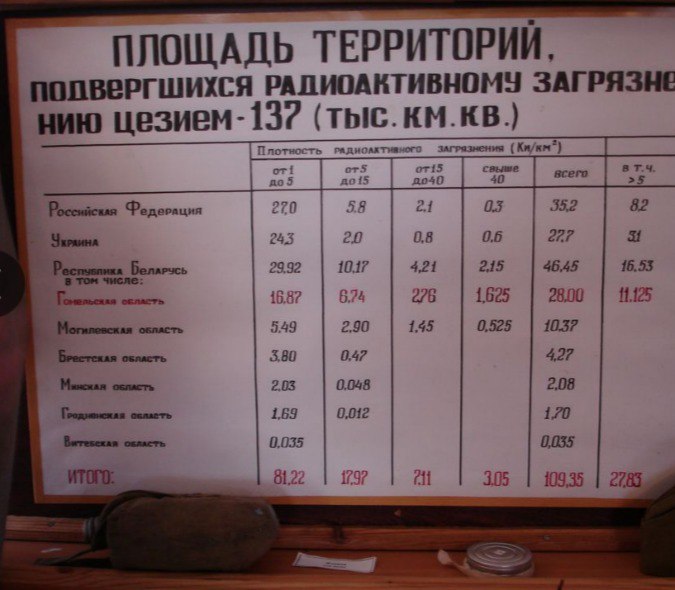 ПЛОЩАДЬ ТЕРРИТОРИЙ,
ПОДВЕРГШИХСЯ РАДИОАКТИВНОМУ ЗАГРЯЗНЕ
НИЮ ЦЕЗИЕМ-137 (ТЫС.КМ.КВ.)
ПЛОТНОСТЬ РАДИОАКТИВНОГО ЗАГРЯЗНЕНИЯ (Ки/км²)
от 1 до 5 от 5 до 15 от 15 до 40 свыше 40 всего в т.ч. >5
РОССИЙСКАЯ ФЕДЕРАЦИЯ 27,0 5,8 2,1 0,3 35,2 8,2
УКРАИНА 24,3 2,0 0,8 0,6 27,7 3,1
РЕСПУБЛИКА БЕЛАРУСЬ 29,92 10,17 4,21 2,15 46,45 16,53
В ТОМ ЧИСЛЕ:
ГОМЕЛЬСКАЯ ОБЛАСТЬ 16,87 6,74 2,76 1,625 28,00 11,125
МОГИЛЕВСКАЯ ОБЛАСТЬ 5,49 2,90 1,45 0,525 10,37
БРЕСТСКАЯ ОБЛАСТЬ 3,80 0,47 4,27
МИНСКАЯ ОБЛАСТЬ 2,03 0,048 2,08
ГРОДНЕНСКАЯ ОБЛАСТЬ 1,69 0,012 1,70
ВИТЕБСКАЯ ОБЛАСТЬ 0,035 0,035
ИТОГО: 81,22 17,97 7,11 3,05 109,35 27,83